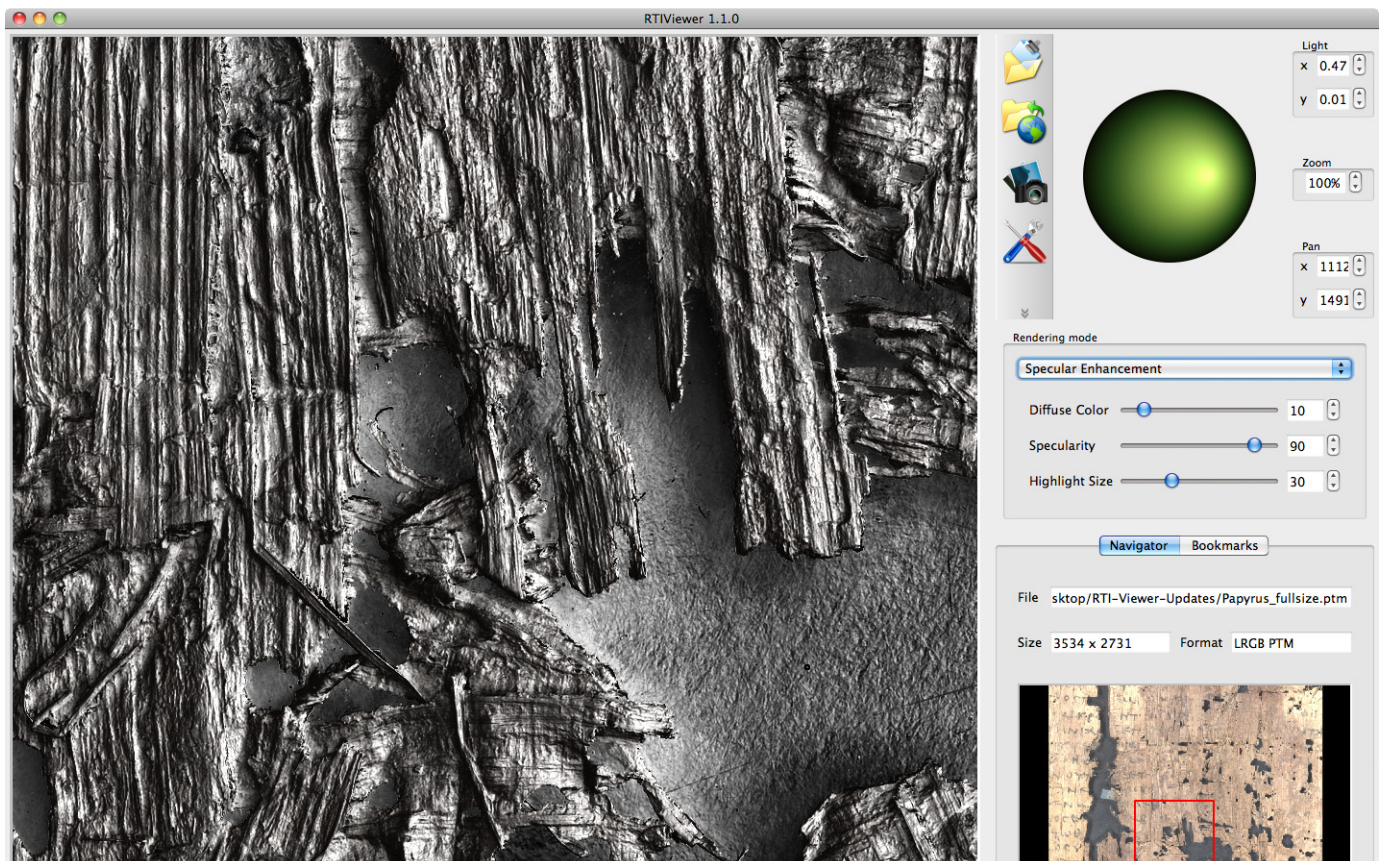 RTIViewer 1.1.0
Light
x 0.47
y 0.01
Zoom
100%
Pan
x 1112
y 1491
Rendering mode
Specular Enhancement
Diffuse Color 10
Specularity 90
Highlight Size 30
Navigator Bookmarks
File sktop/RTI-Viewer-Updates/Papyrus_fullsize.ptm
Size 3534 x 2731 Format LRGB PTM